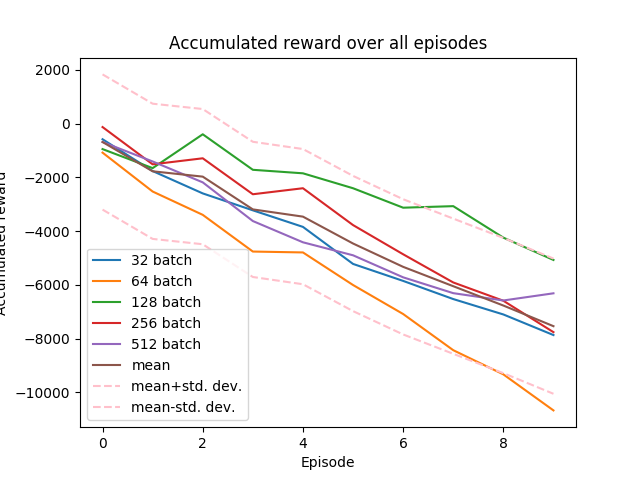 Accumulated reward over all episodes
Accumulated reward
2000
0
−2000
−4000
−6000
−8000
−10000
32 batch
64 batch
128 batch
256 batch
512 batch
mean
mean+std. dev.
mean-std. dev.
0
2
4
6
8
Episode